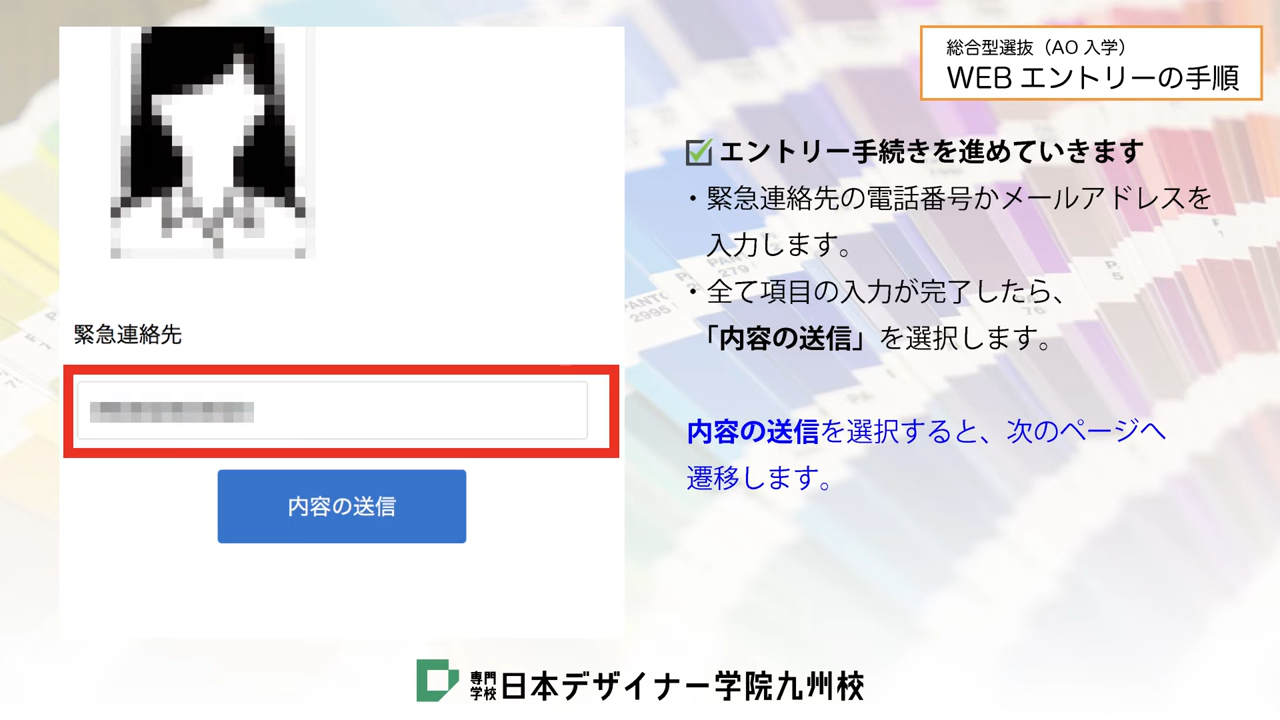 総合型選抜（AO 入学）
WEB エントリーの手順
エントリー手続きを進めていきます
・緊急連絡先の電話番号かメールアドレスを
入力します。
・全て項目の入力が完了したら、
「内容の送信」を選択します。
内容の送信を選択すると、次のページへ
遷移します。
緊急連絡先
内容の送信
専門学校 日本デザイナー学院九州校